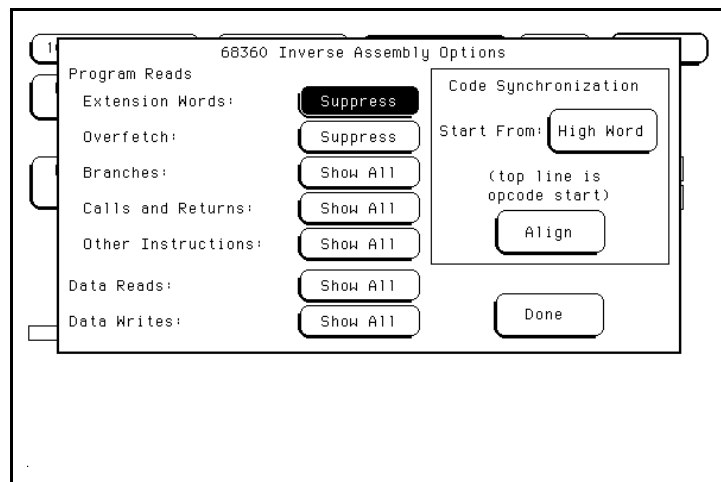 68360 Inverse Assembly Options
Program Reads
Extension Words: Suppress
Overfetch: Suppress
Branches: Show All
Calls and Returns: Show All
Other Instructions: Show All
Data Reads: Show All
Data Writes: Show All
Code Synchronization
Start From: High Word
(top line is
opcode start)
Align
Done